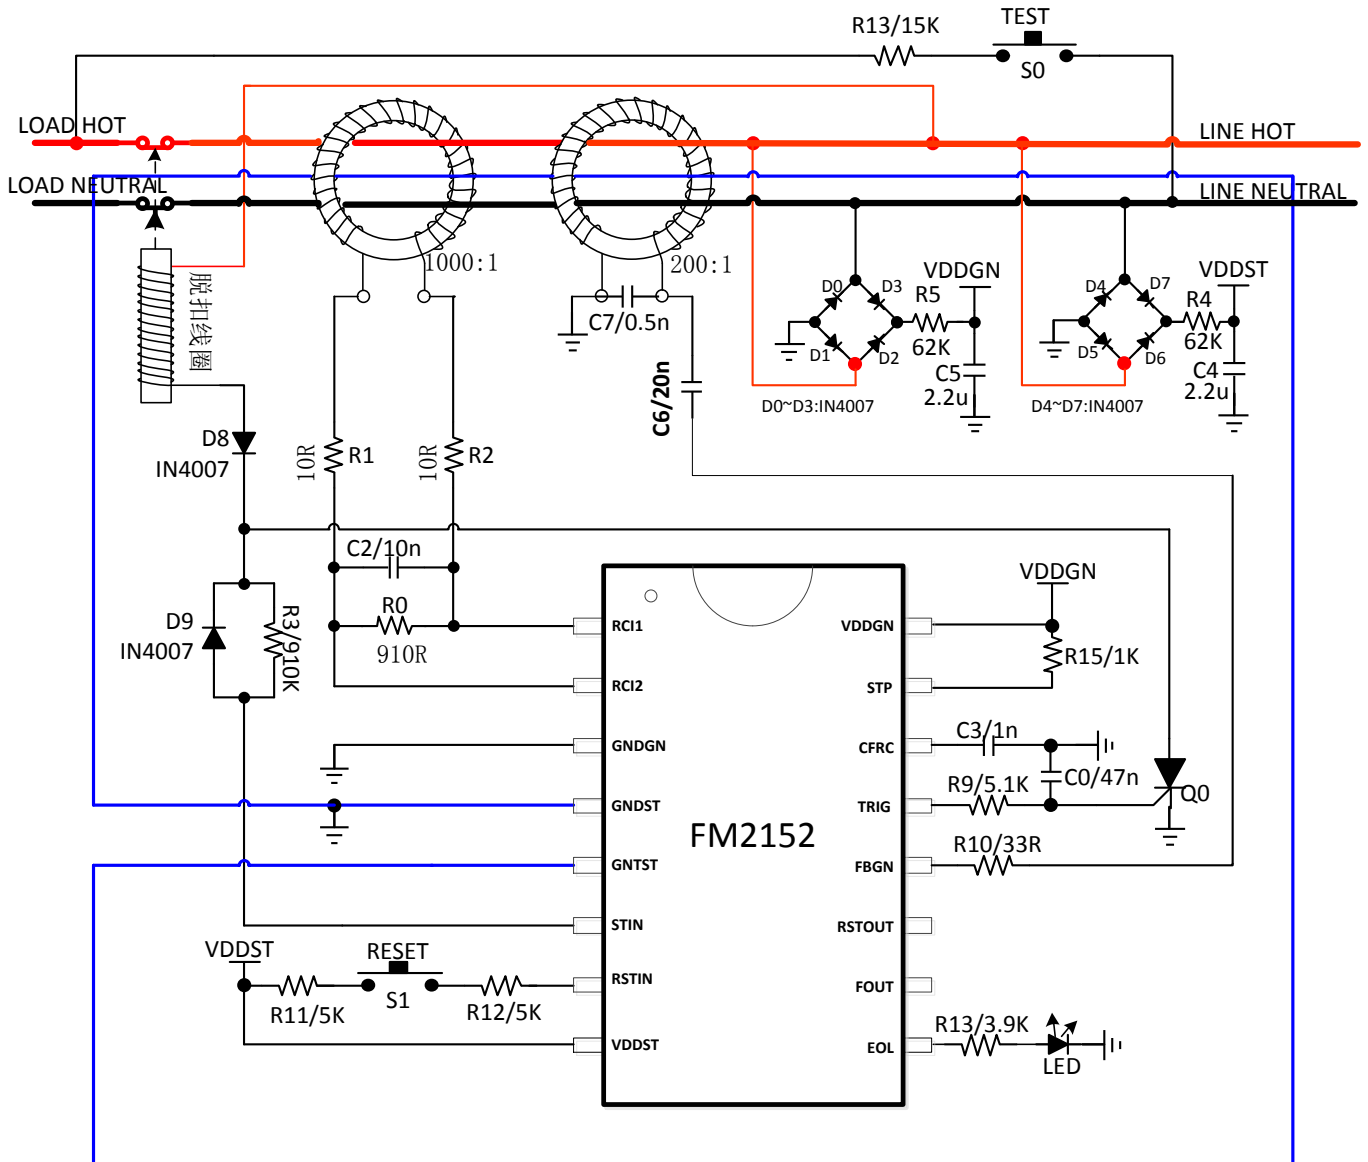 TEST
R13/15K
S0
LOAD HOT
LINE HOT
LOAD NEUTRAL
LINE NEUTRAL
1000:1
200:1
脱扣线圈
C7/0.5n
C6/20n
D0
D3
D1
D2
R5
62K
VDDGN
C5
2.2u
D0~D3:IN4007
D4
D7
D5
D6
R4
62K
VDDST
C4
2.2u
D4~D7:IN4007
D8
IN4007
10R
R1
10R
R2
C2/10n
R0
910R
D9
IN4007
R3/910K
VDDGN
R15/1K
C3/1n
C0/47n
R9/5.1K
Q0
R10/33R
FM2152
RCI1
RCI2
GNDGN
GNDST
GNTST
STIN
RSTIN
VDDST
VDDGN
STP
CFRC
TRIG
FBGN
RSTOUT
FOUT
EOL
VDDST
RESET
S1
R11/5K
R12/5K
R13/3.9K
LED